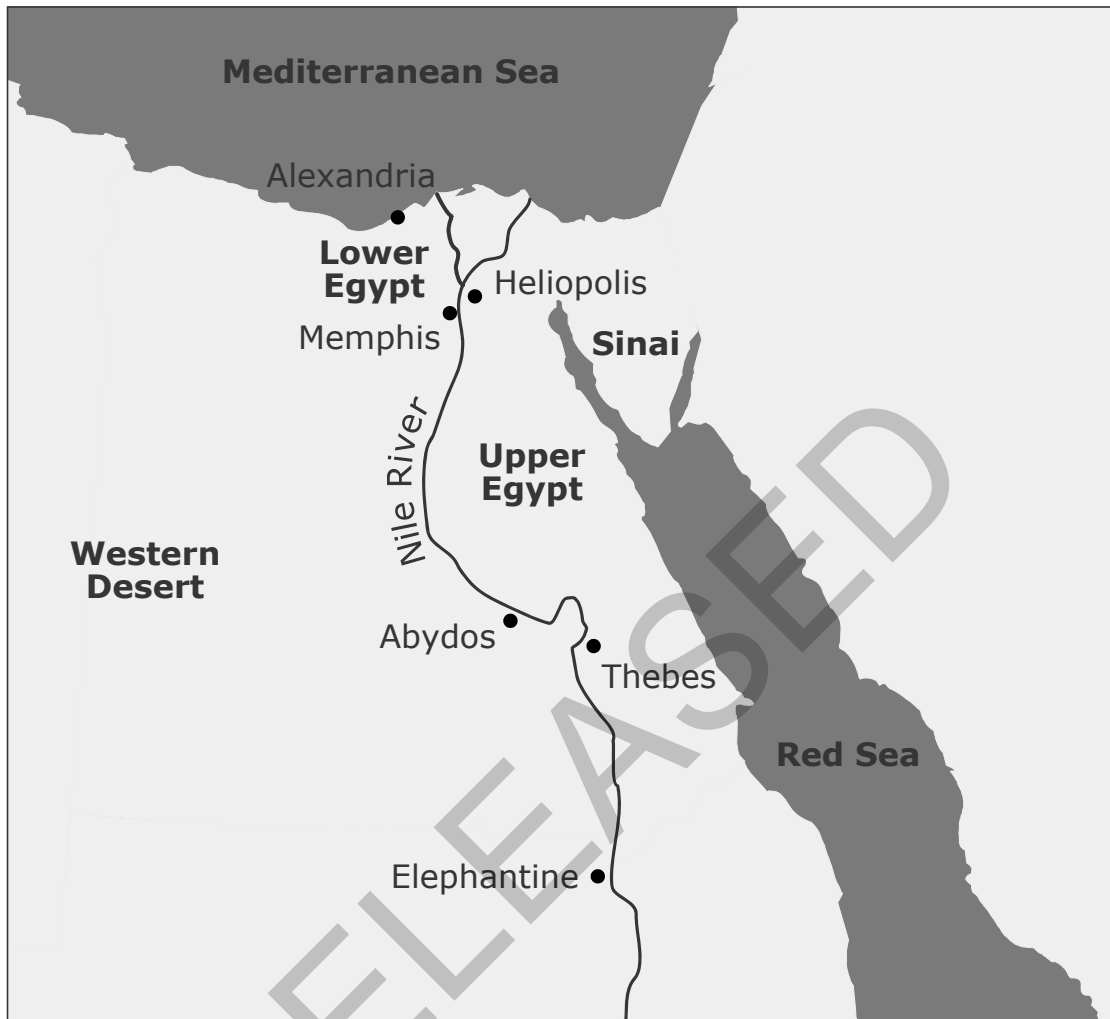 Mediterranean Sea
Alexandria
Lower
Egypt
Heliopolis
Memphis
Sinai
Nile River
Upper
Egypt
Western
Desert
Abydos
Thebes
Red Sea
Elephantine
ELEASED